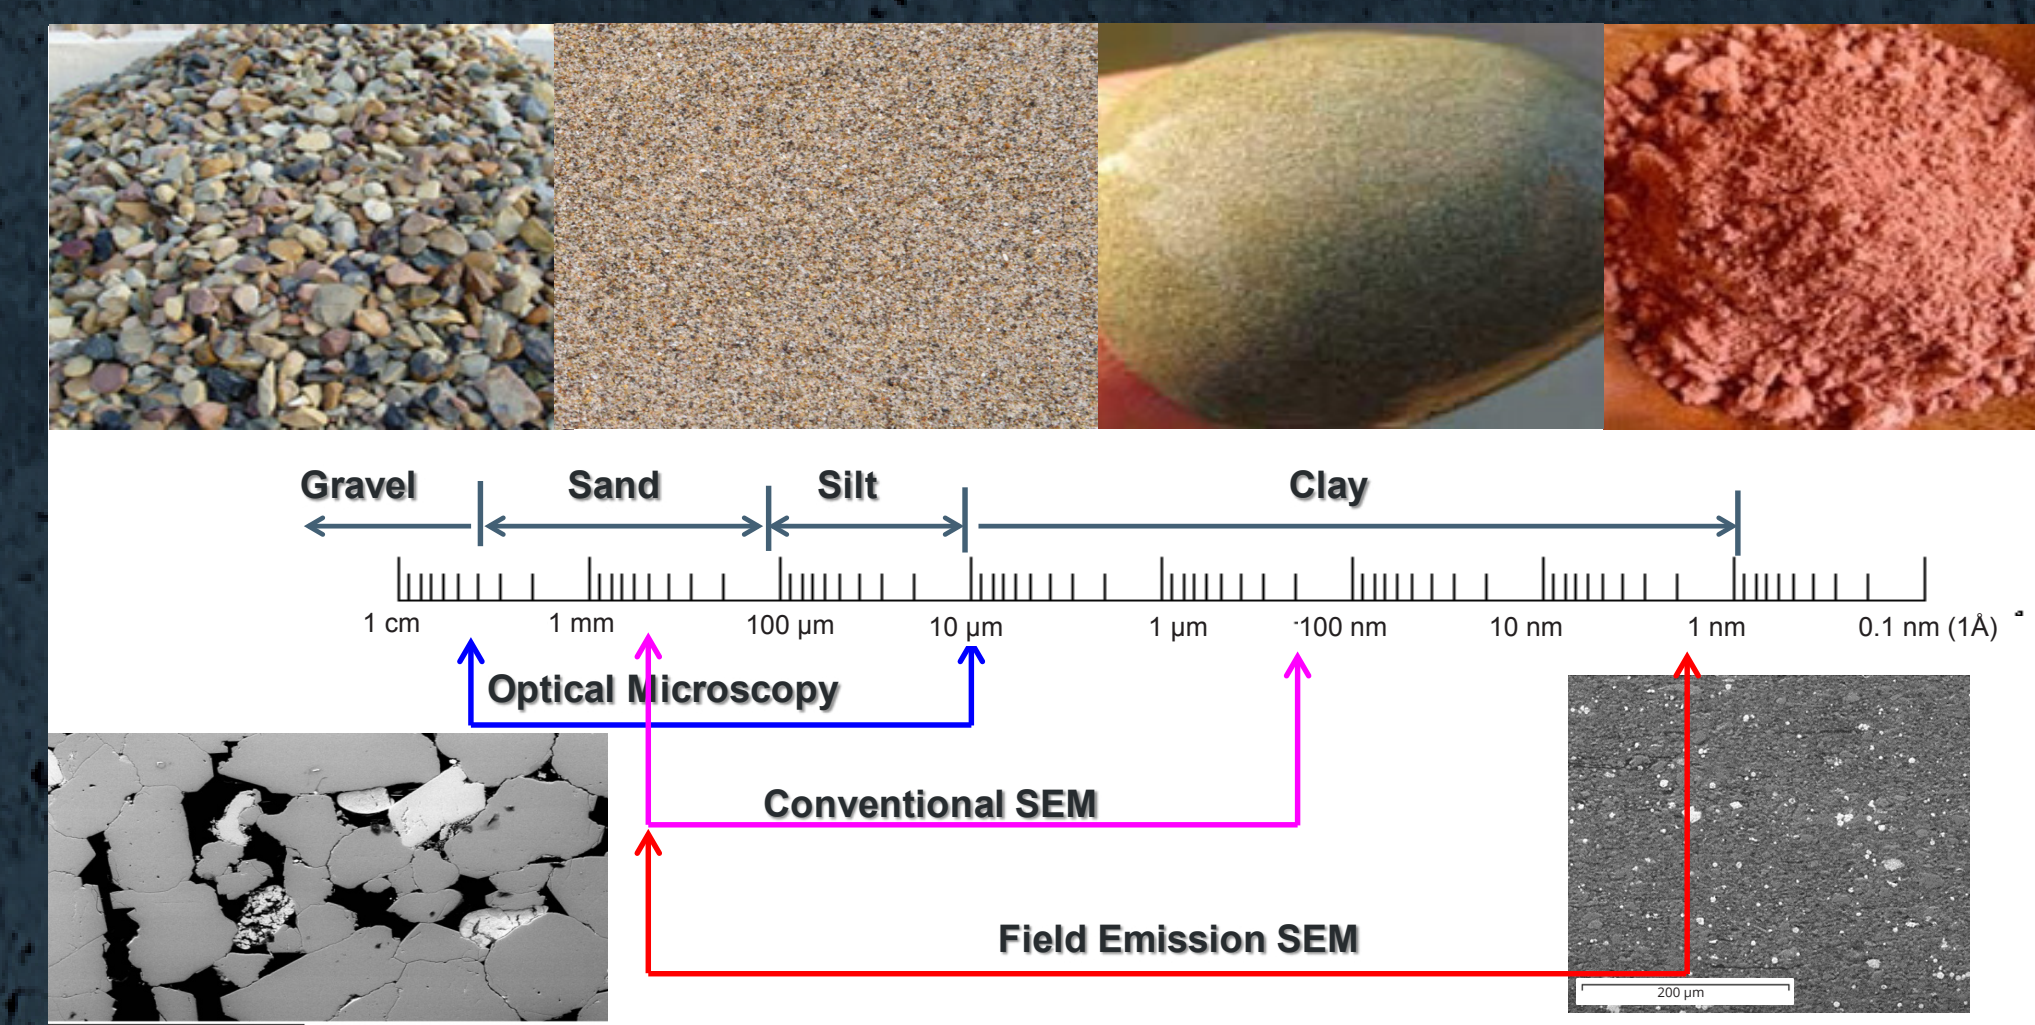 Gravel Sand Silt Clay
1 cm 1 mm 100 µm 10 µm 1 µm 100 nm 10 nm 1 nm 0.1 nm (1Å)
Optical Microscopy
Conventional SEM
Field Emission SEM
200 µm